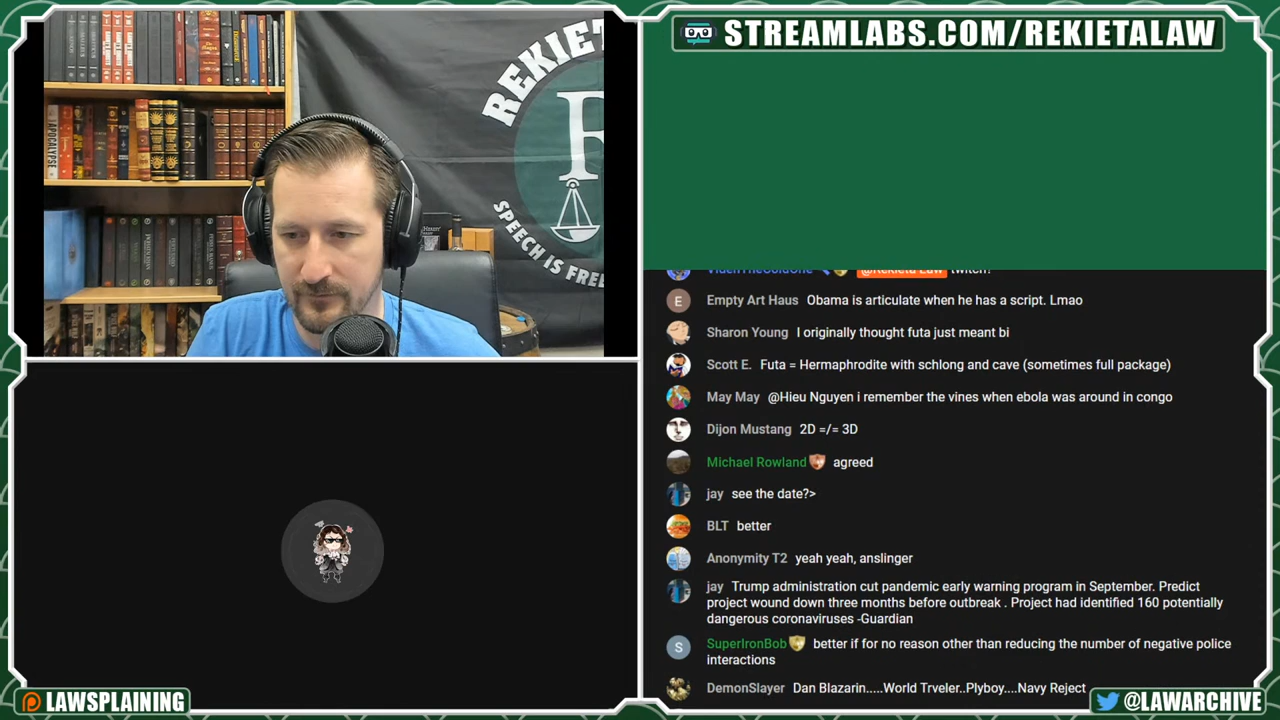 STREAMLABS.COM/REKIETALAW
REKIET
SPEECH IS FREE
APOCALYPSE
@Rekieta Law twitch?
Empty Art Haus Obama is articulate when he has a script. Lmao
Sharon Young I originally thought futa just meant bi
Scott E. Futa = Hermaphrodite with schlong and cave (sometimes full package)
May May @Hieu Nguyen i remember the vines when ebola was around in congo
Dijon Mustang 2D =/= 3D
Michael Rowland agreed
jay see the date?>
BLT better
Anonymity T2 yeah yeah, anslinger
jay Trump administration cut pandemic early warning program in September. Predict
project wound down three months before outbreak . Project had identified 160 potentially
dangerous coronaviruses -Guardian
SuperIronBob better if for no reason other than reducing the number of negative police
interactions
DemonSlayer Dan Blazarin.....World Trveler..Plyboy....Navy Reject
LAWSPLAINING
@LAWARCHIVE